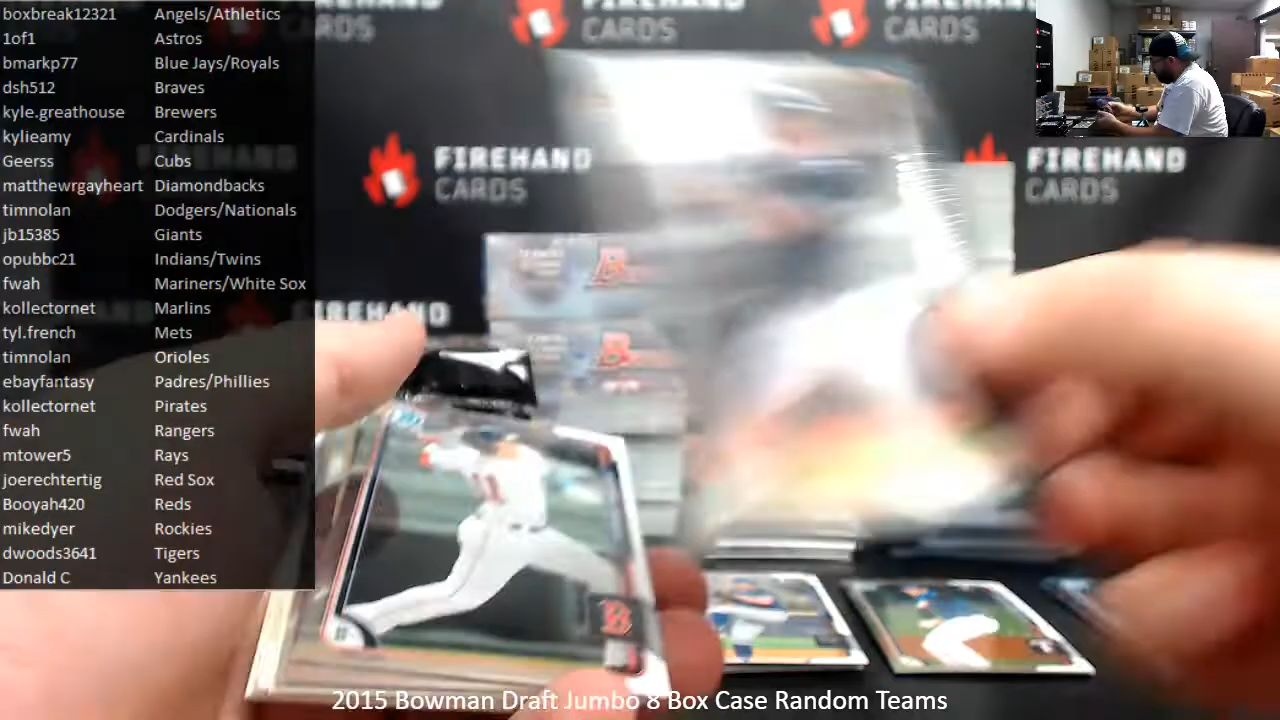 boxbreak12321 Angels/Athletics
1of1 Astros
bmarkp77 Blue Jays/Royals
dsh512 Braves
kyle.greathouse Brewers
kylieamy Cardinals
Geerss Cubs
matthewrgayheart Diamondbacks
timnolan Dodgers/Nationals
jb15385 Giants
opubbc21 Indians/Twins
fwah Mariners/White Sox
kollectornet Marlins
tyl.french Mets
timnolan Orioles
ebayfantasy Padres/Phillies
kollectornet Pirates
fwah Rangers
mtower5 Rays
joerechtertig Red Sox
Booyah420 Reds
mikedyer Rockies
dwoods3641 Tigers
Donald C Yankees
CARDS
FIREHAND
CARDS
FIREHAND
CARDS
FIREHAND
CARDS
FIREHAND
CARDS
FIREHAND
FIREHAND
B
B
B
2015 Bowman Draft Jumbo 8 Box Case Random Teams